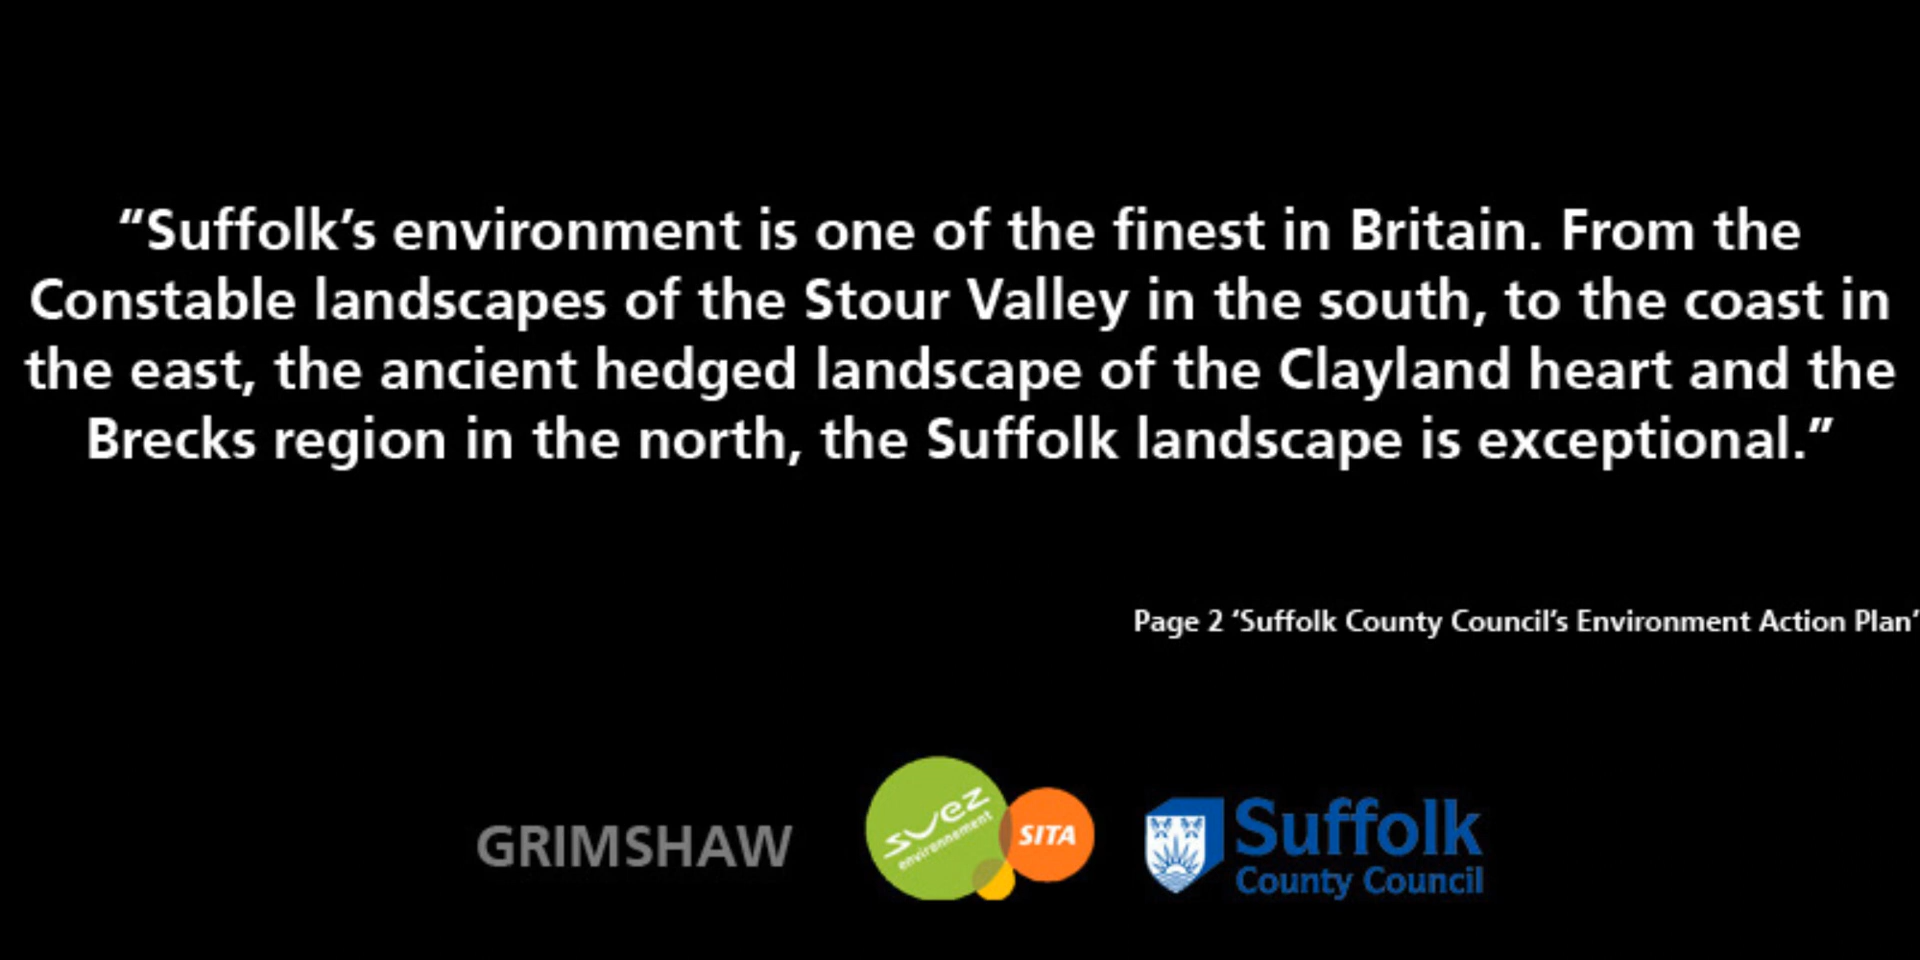 “Suffolk’s environment is one of the finest in Britain. From the
Constable landscapes of the Stour Valley in the south, to the coast in
the east, the ancient hedged landscape of the Clayland heart and the
Brecks region in the north, the Suffolk landscape is exceptional.”
Page 2 ‘Suffolk County Council’s Environment Action Plan’
GRIMSHAW
suez
environnement
SITA
Suffolk
County Council